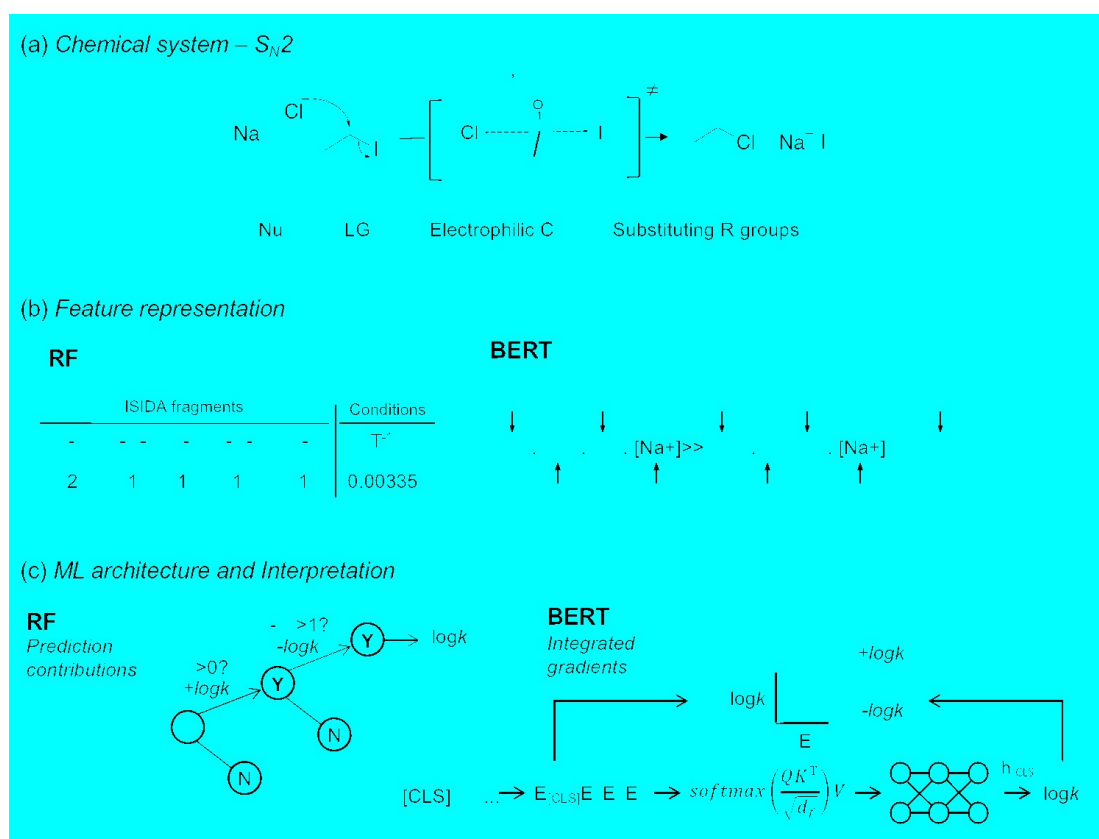 (a) Chemical system – SN2
Cl
Na
I
Cl
I
≠
Cl
Na⁻ I
Nu LG Electrophilic C Substituting R groups
(b) Feature representation
RF
BERT
ISIDA fragments Conditions
- - - - - - - T⁻¹
2 1 1 1 1 0.00335
. . . [Na+]>> . . [Na+]
(c) ML architecture and Interpretation
RF
Prediction
contributions
>0?
+logk
- >1?
-logk
Y
logk
Y
N
N
BERT
Integrated
gradients
+logk
logk
-logk
E
[CLS] ... E[CLS] E E E softmax(QKᵀ/√df)V hCLS logk